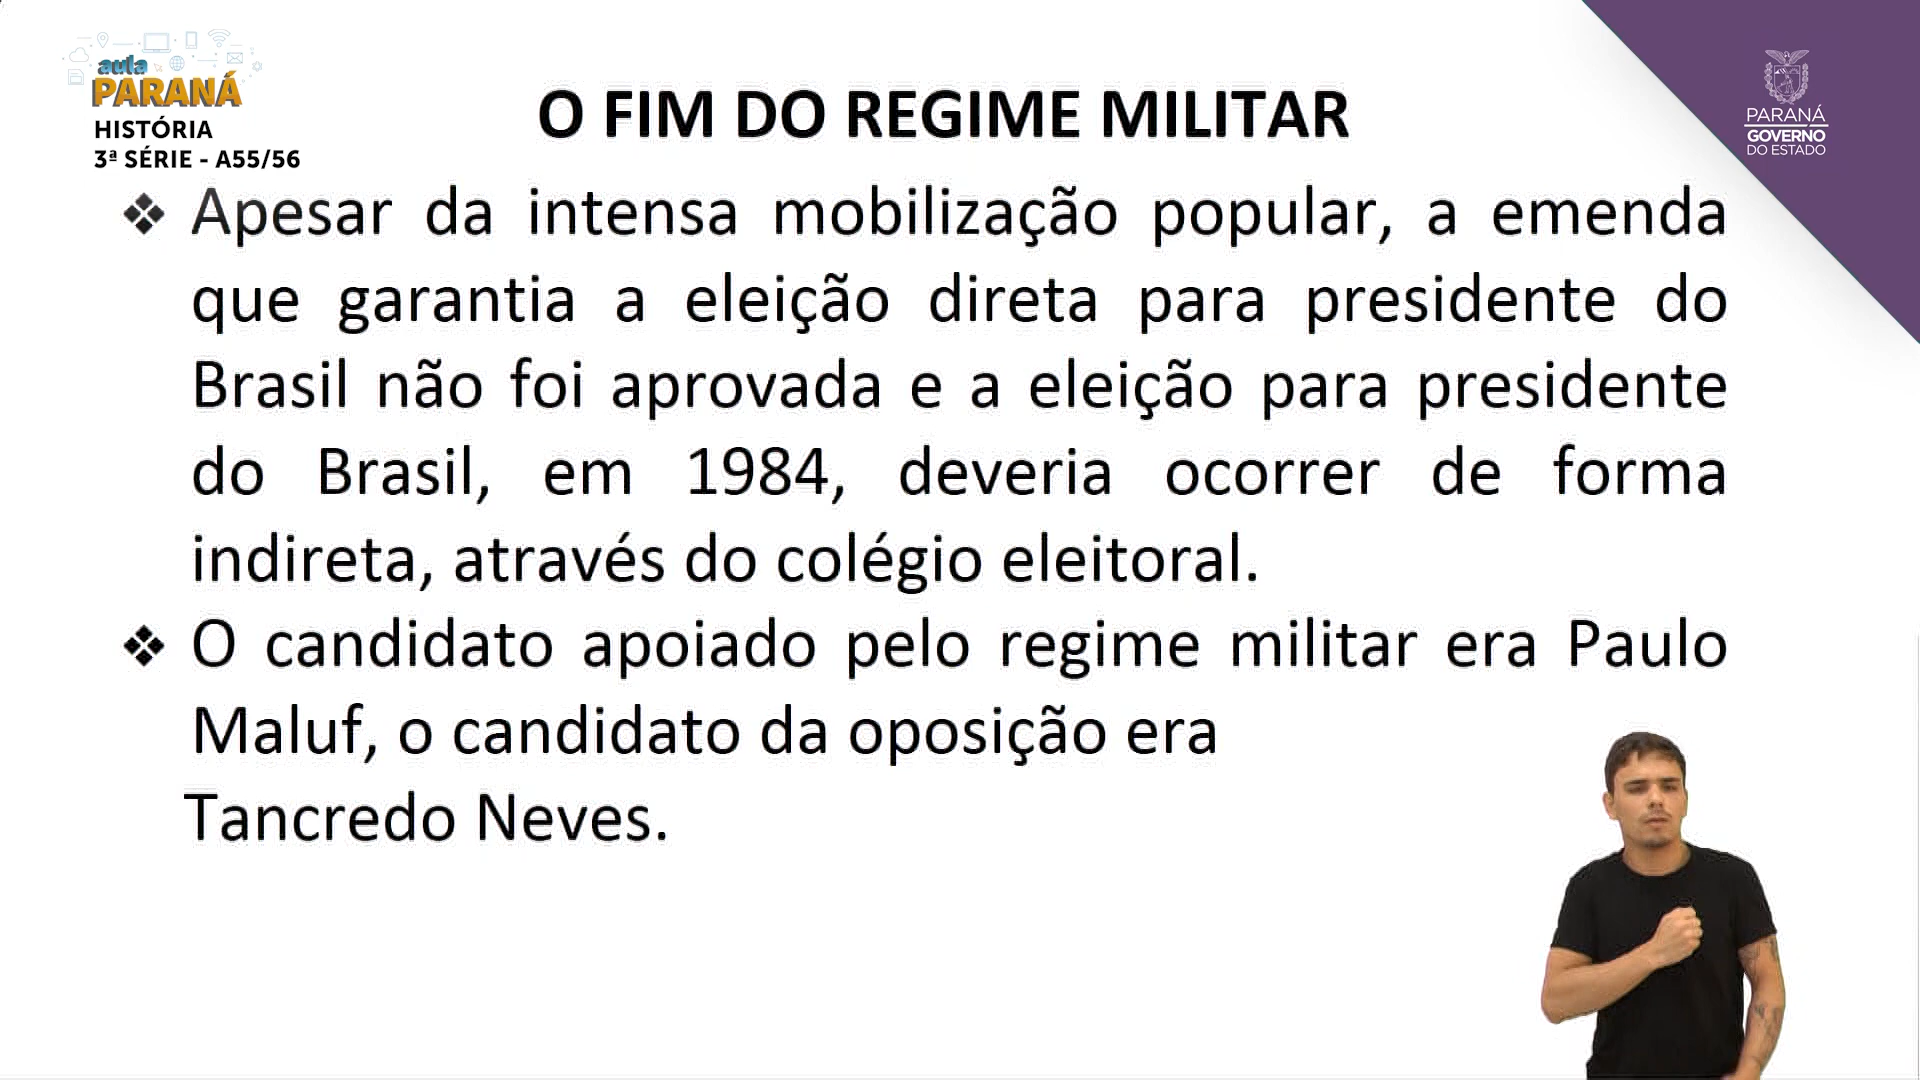 aula
PARANÁ
HISTÓRIA
3ª SÉRIE - A55/56
O FIM DO REGIME MILITAR
PARANÁ
GOVERNO
DO ESTADO
❖ Apesar da intensa mobilização popular, a emenda
que garantia a eleição direta para presidente do
Brasil não foi aprovada e a eleição para presidente
do Brasil, em 1984, deveria ocorrer de forma
indireta, através do colégio eleitoral.
❖ O candidato apoiado pelo regime militar era Paulo
Maluf, o candidato da oposição era
Tancredo Neves.